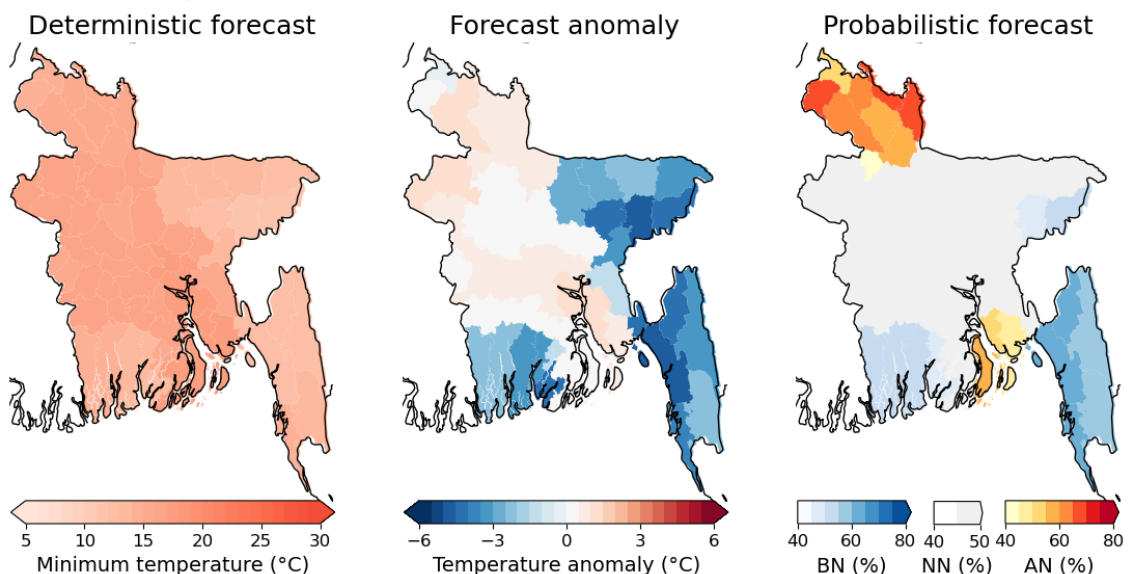 Deterministic forecast
Forecast anomaly
Probabilistic forecast
5 10 15 20 25 30
Minimum temperature (°C)
−6 −3 0 3 6
Temperature anomaly (°C)
40 60 80
BN (%)
40 50
NN (%)
40 60 80
AN (%)